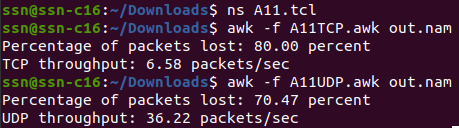 ssn@ssn-c16:~/Downloads$ ns A11.tcl
ssn@ssn-c16:~/Downloads$ awk -f A11TCP.awk out.nam
Percentage of packets lost: 80.00 percent
TCP throughput: 6.58 packets/sec
ssn@ssn-c16:~/Downloads$ awk -f A11UDP.awk out.nam
Percentage of packets lost: 70.47 percent
UDP throughput: 36.22 packets/sec